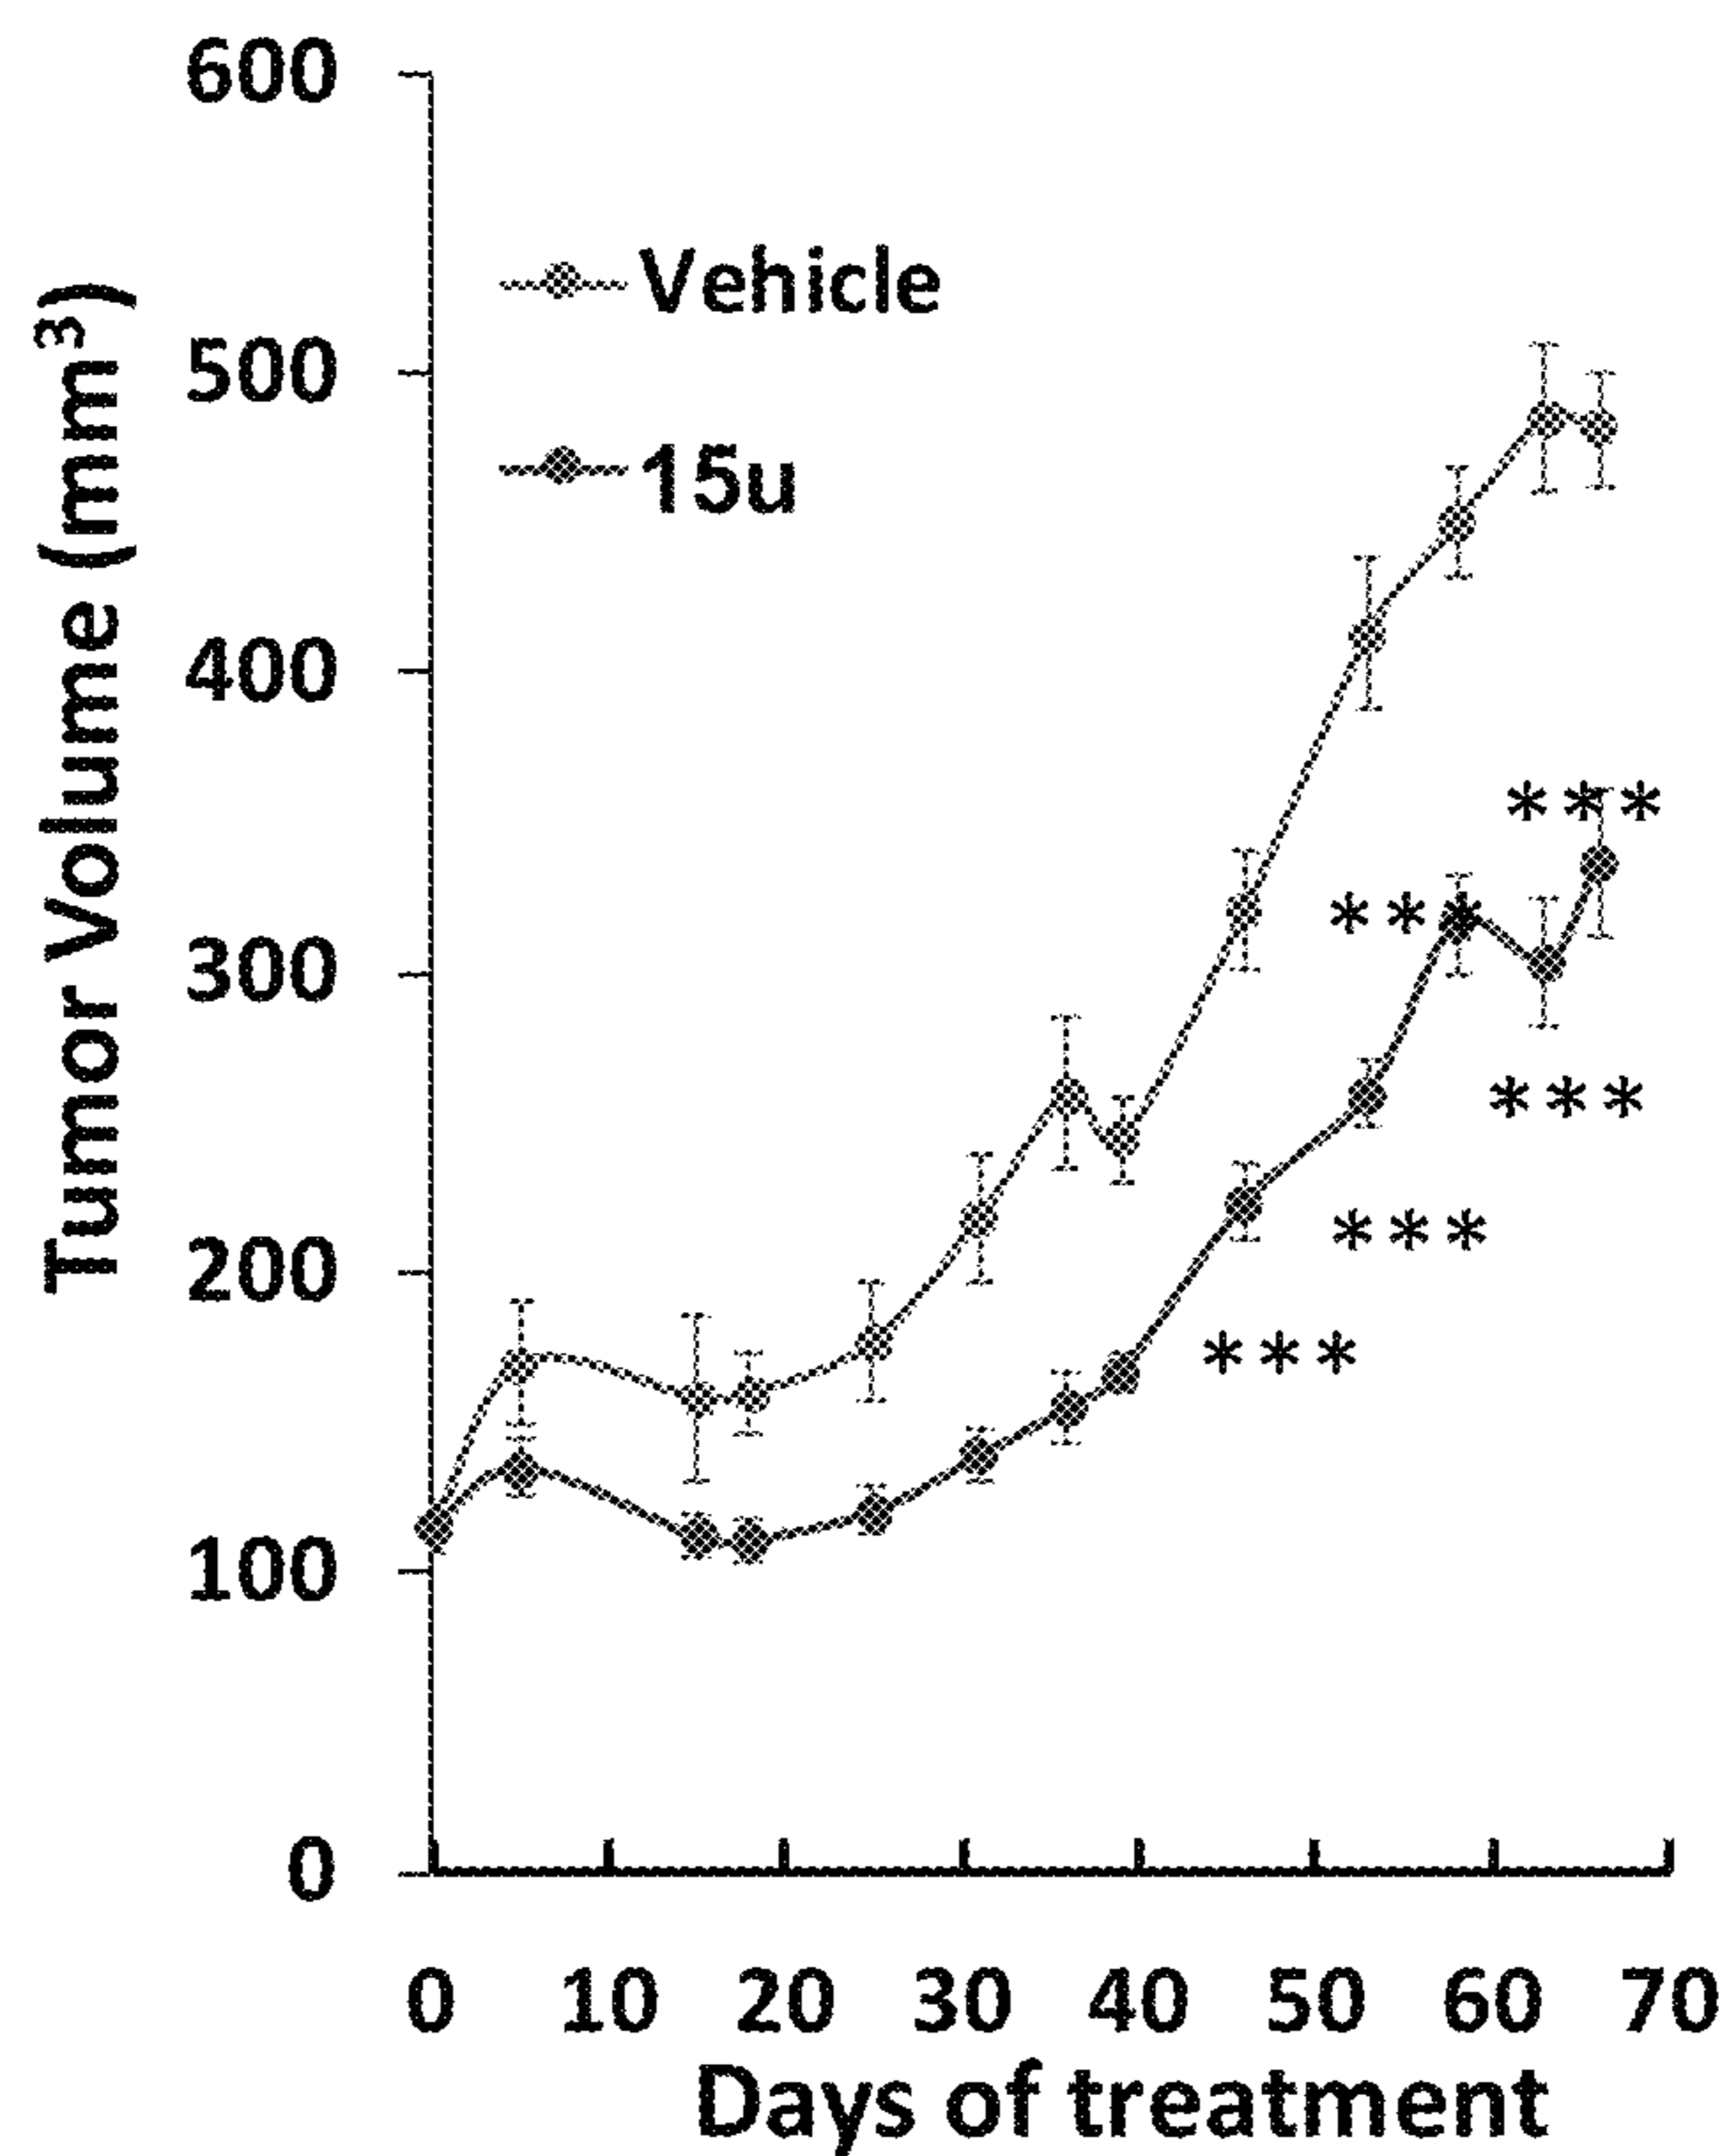 Tumor Volume (mm³)
600
500
400
300
200
100
0
Vehicle
15u
***
***
***
***
***
0 10 20 30 40 50 60 70
Days of treatment